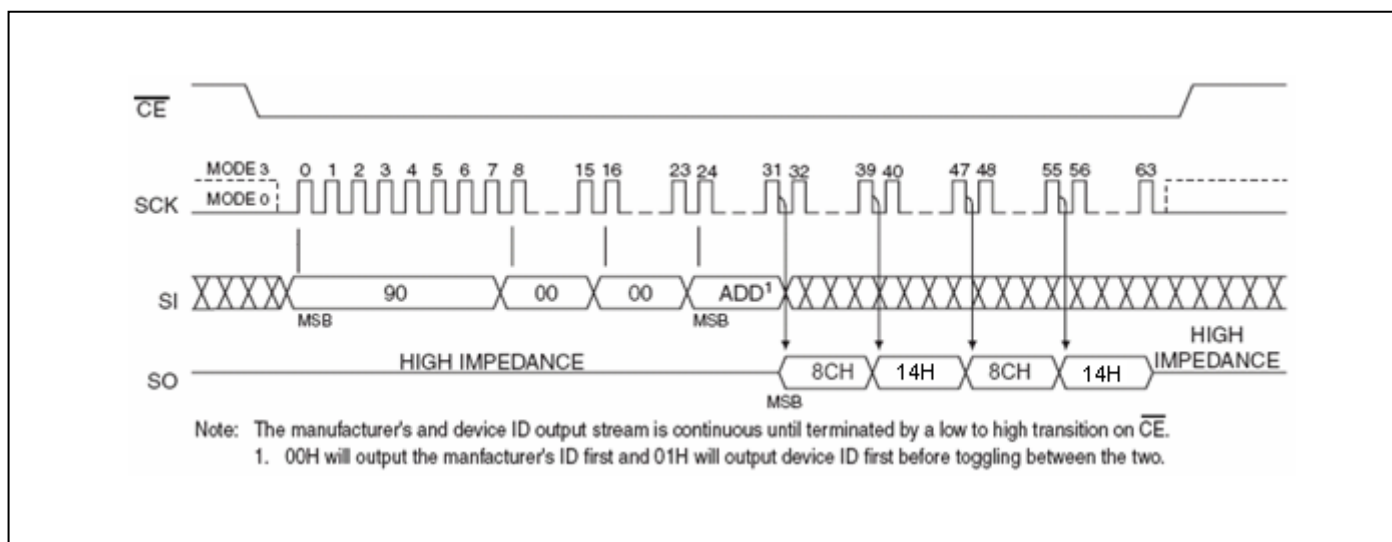 CE
MODE 3
MODE 0
SCK
0 1 2 3 4 5 6 7 8 15 16 23 24 31 32 39 40 47 48 55 56 63
SI
90 00 00 ADD1
MSB MSB
HIGH IMPEDANCE
HIGH
IMPEDANCE
SO
8CH 14H 8CH 14H
MSB
Note: The manufacturer's and device ID output stream is continuous until terminated by a low to high transition on CE.
1. 00H will output the manfacturer's ID first and 01H will output device ID first before toggling between the two.